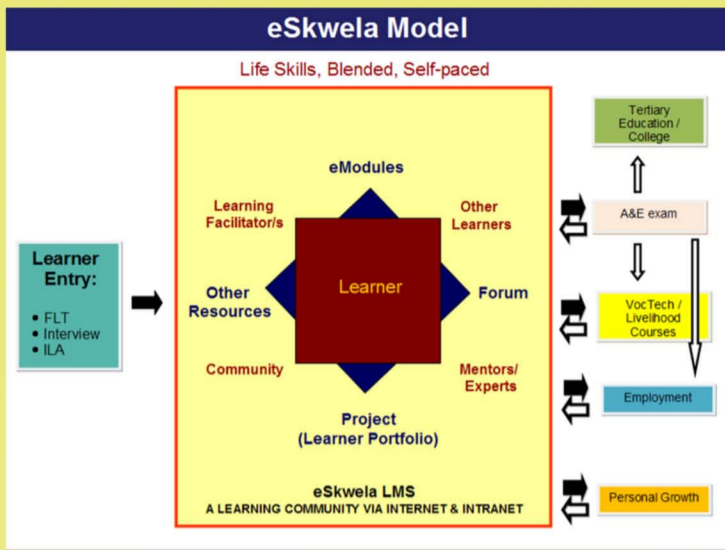 eSkwela Model
Life Skills, Blended, Self-paced
Learner
Entry:
• FLT
• Interview
• ILA
eModules
Learning
Facilitator/s
Other
Learners
Other
Resources
Learner
Forum
Community
Mentors/
Experts
Project
(Learner Portfolio)
eSkwela LMS
A LEARNING COMMUNITY VIA INTERNET & INTRANET
Tertiary
Education /
College
A&E exam
VocTech /
Livelihood
Courses
Employment
Personal Growth